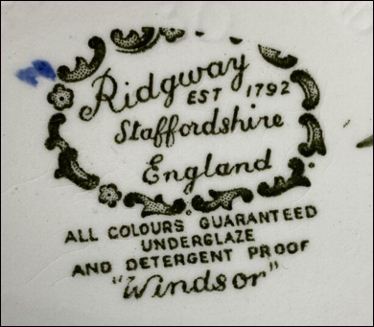 Ridgway
EST 1792
Staffordshire
England
ALL COLOURS GUARANTEED
UNDERGLAZE
AND DETERGENT PROOF
"Windsor"